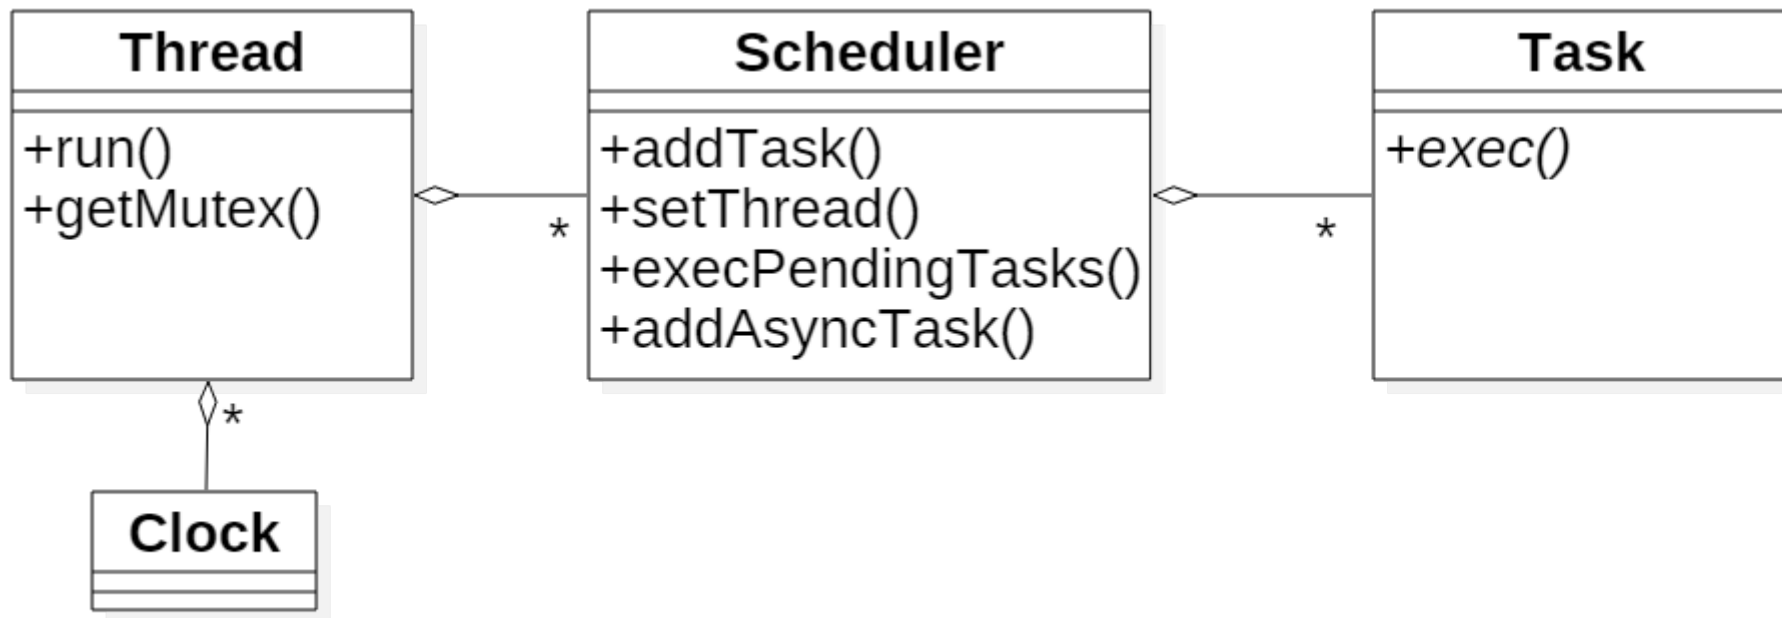 Thread
+run()
+getMutex()
*
Scheduler
+addTask()
+setThread()
+execPendingTasks()
+addAsyncTask()
*
Task
+exec()
*
Clock